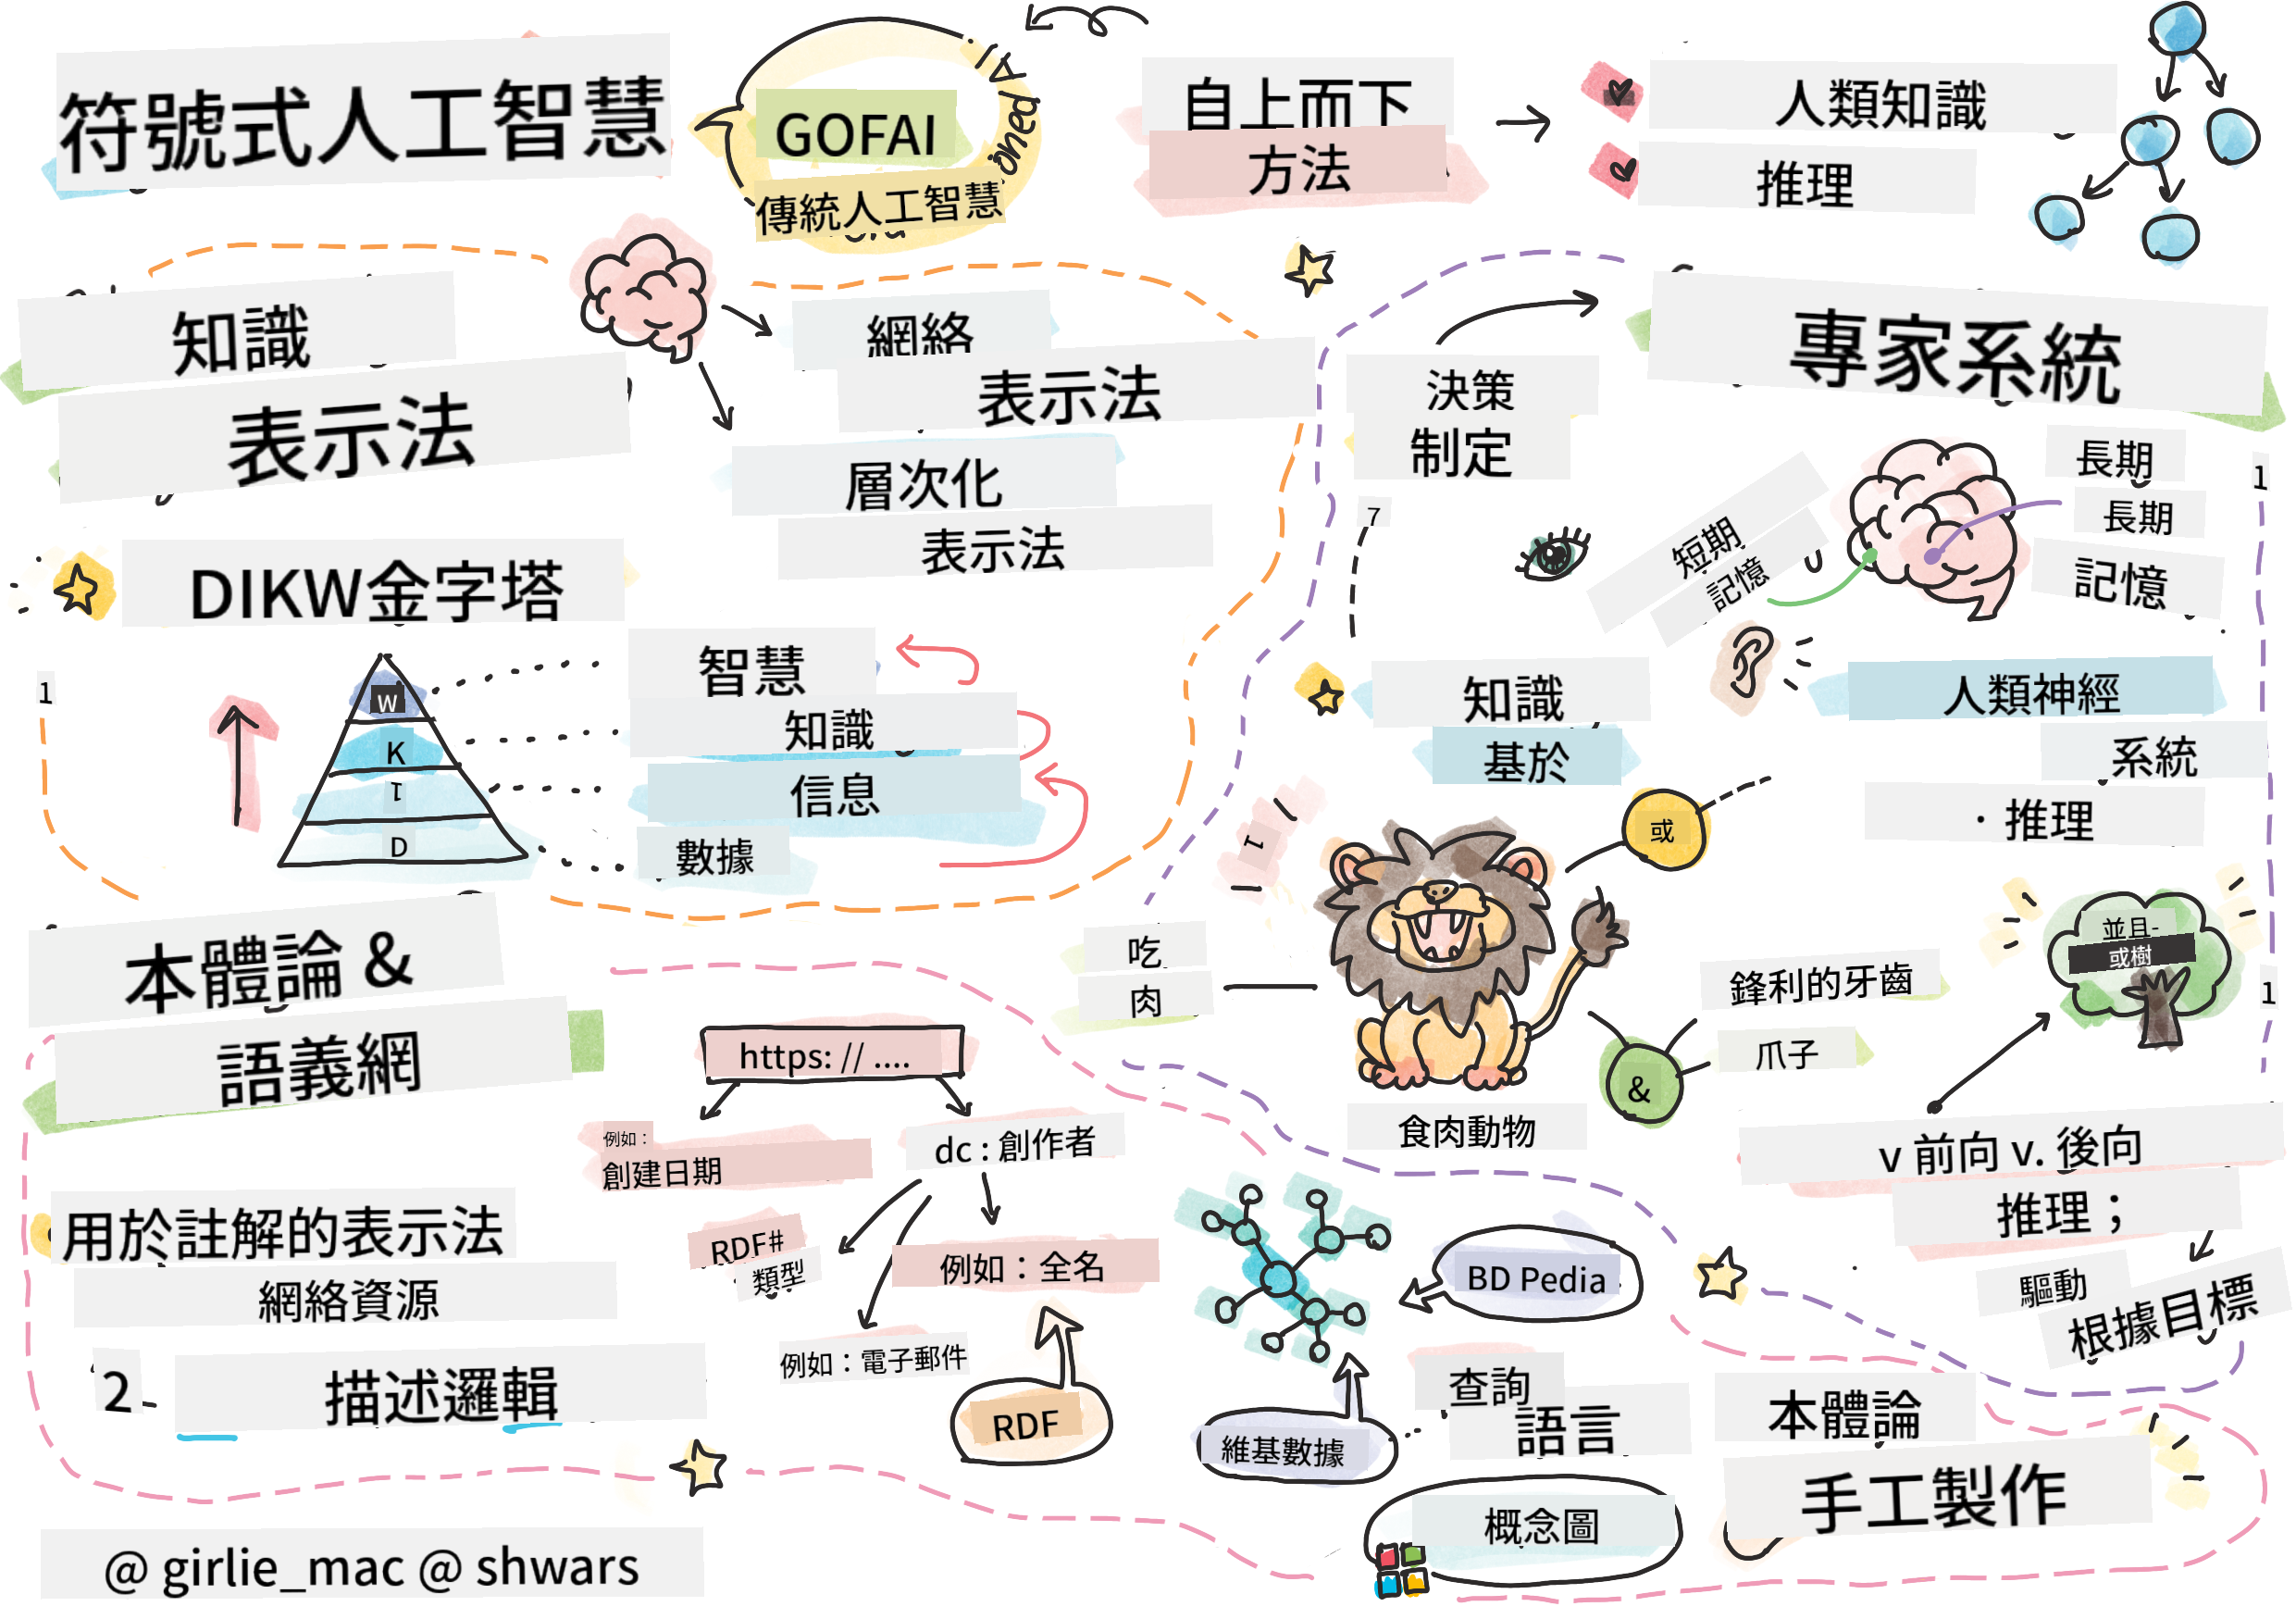 符號式人工智慧
GOFAI
傳統人工智慧
ioned AI
自上而下
方法
人類知識
推理
知識
表示法
網絡
表示法
層次化
表示法
DIKW金字塔
W
K
1
D
智慧
知識
信息
數據
1
專家系統
決策
制定
7
短期
記憶
長期
長期
記憶
1
知識
基於
人類神經
系統
· 推理
或
1
吃
肉
食肉動物
&
鋒利的牙齒
爪子
並且-
或樹
1
v 前向 v. 後向
推理；
驅動
根據目標
本體論 &
語義網
https: // ....
例如：
創建日期
dc : 創作者
RDF#
類型
例如：全名
例如：電子郵件
RDF
用於註解的表示法
網絡資源
2
描述邏輯
BD Pedia
維基數據
查詢
語言
概念圖
本體論
手工製作
@ girlie_mac @ shwars